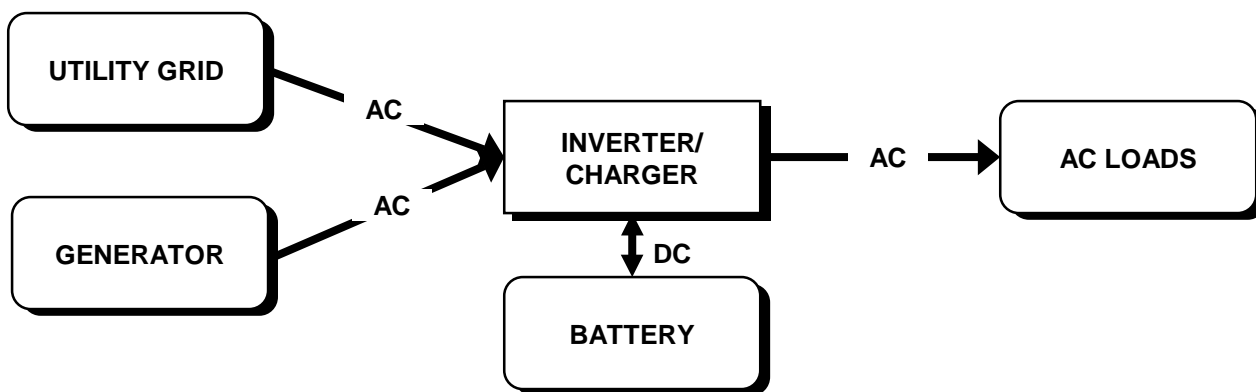 UTILITY GRID
AC
INVERTER/
CHARGER
AC
AC LOADS
AC
GENERATOR
DC
BATTERY